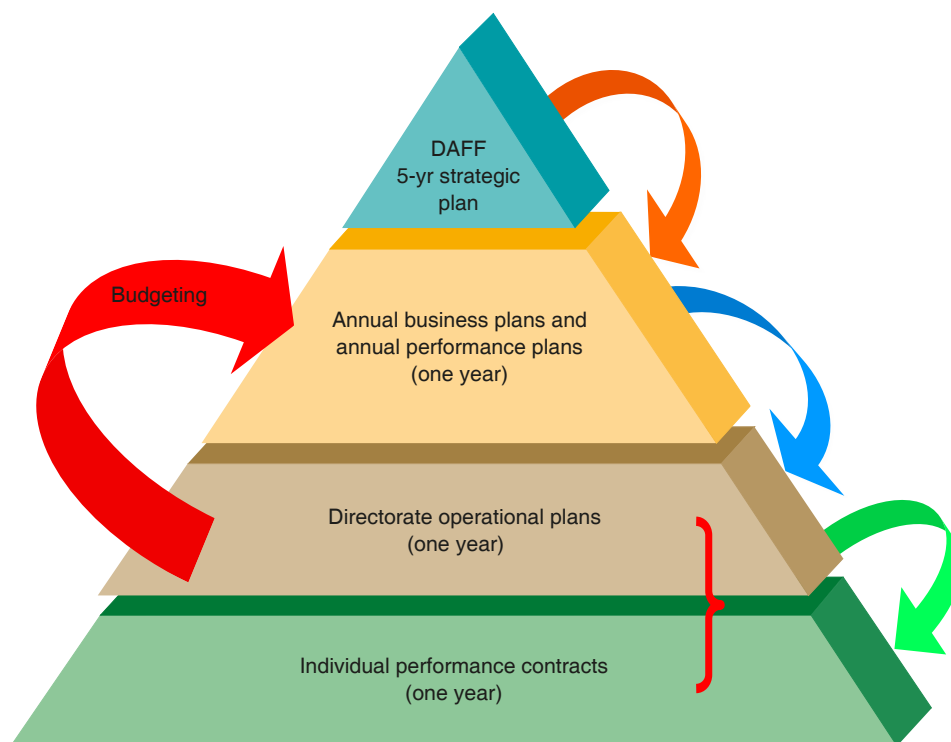 DAFF
5-yr strategic
plan
Budgeting
Annual business plans and
annual performance plans
(one year)
Directorate operational plans
(one year)
Individual performance contracts
(one year)